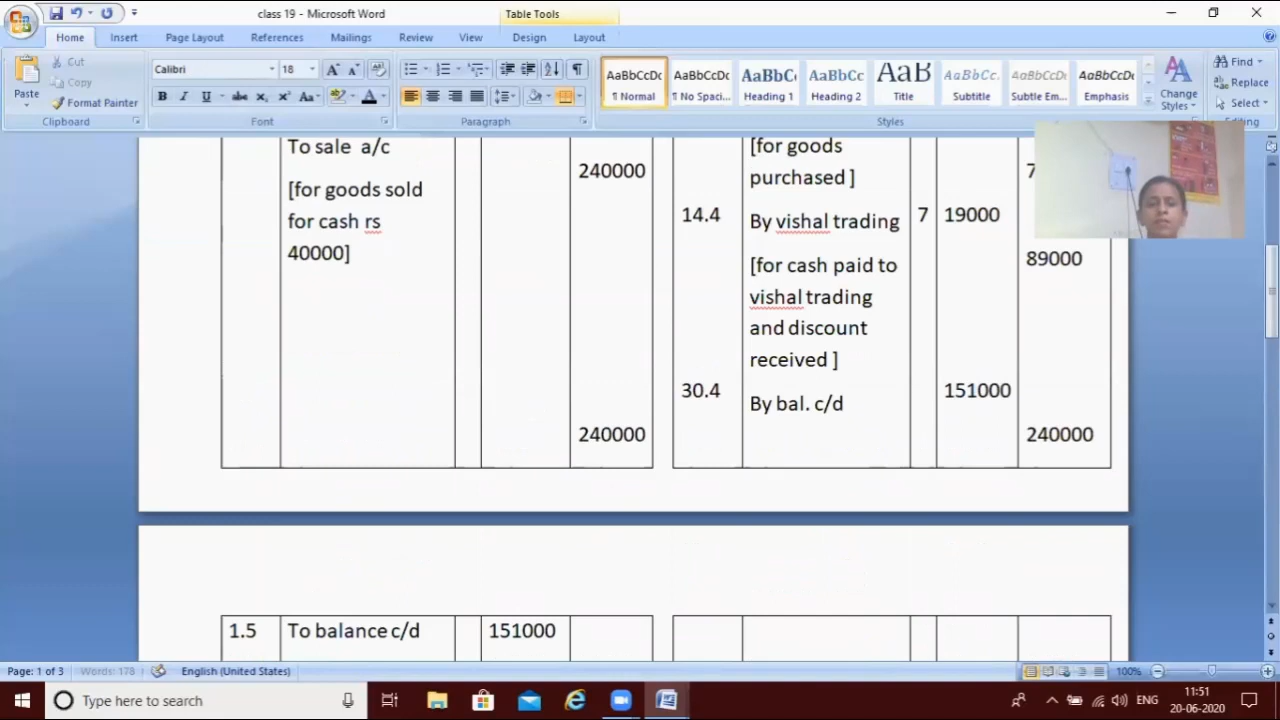 class 19 - Microsoft Word
Table Tools
Home
Insert
Page Layout
References
Mailings
Review
View
Design
Layout
Paste
Cut
Copy
Format Painter
Clipboard
Calibri
18
Font
Paragraph
AaBbCcDc
¶ Normal
AaBbCcDc
¶ No Spaci...
AaBbC
Heading 1
AaBbCc
Heading 2
AaB
Title
AaBbCc.
Subtitle
AaBbCcDc
Subtle Em...
AaBbCcDc
Emphasis
Styles
Change
Styles
Find
Replace
Select
Editing
To sale a/c
240000
[for goods sold
for cash rs
40000]
240000
[for goods
purchased ]
7
14.4
By vishal trading
7
19000
89000
[for cash paid to
vishal trading
and discount
received ]
30.4
By bal. c/d
151000
240000
1.5
To balance c/d
151000
Page: 1 of 3
Words: 178
English (United States)
100%
Type here to search
ENG
11:51
20-06-2020